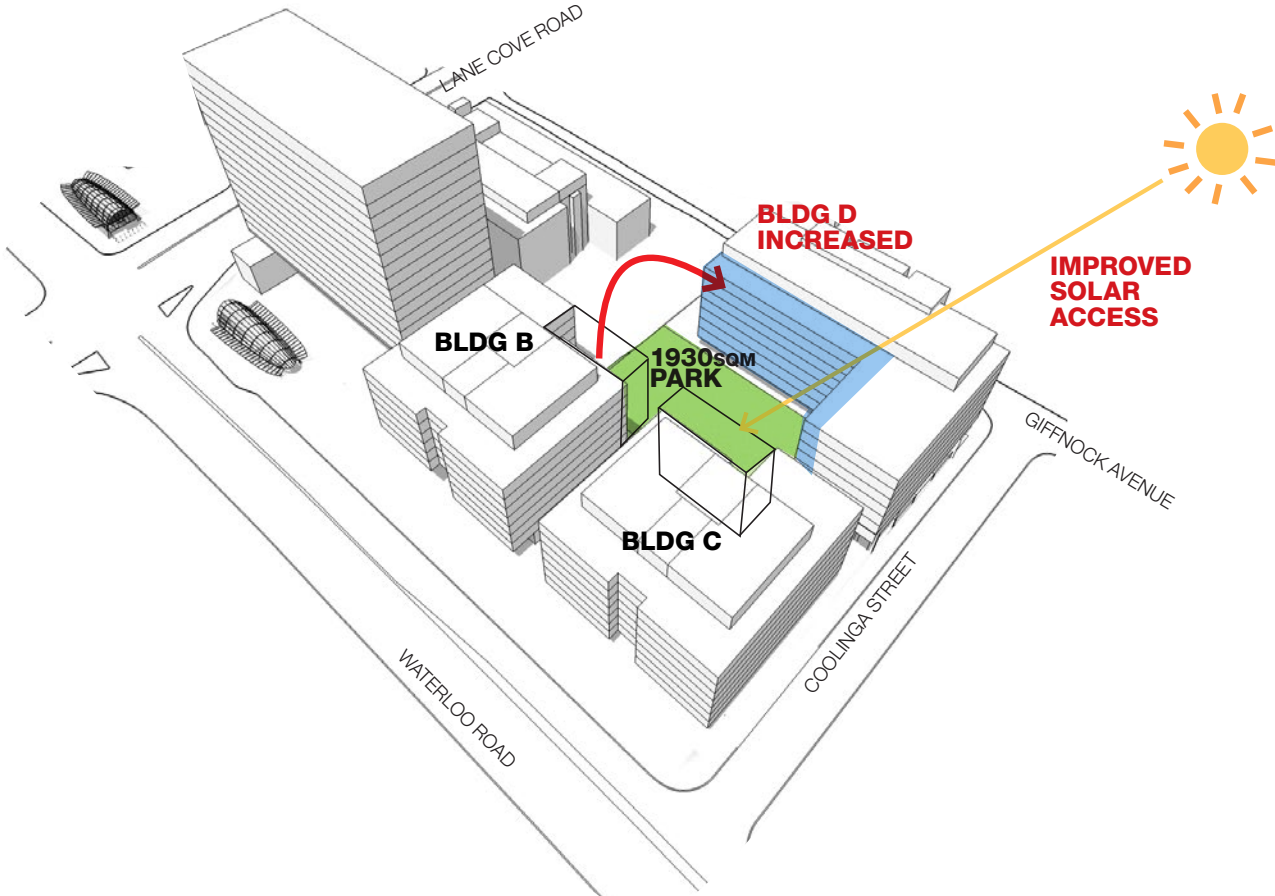 LANE COVE ROAD
BLDG D
INCREASED
IMPROVED
SOLAR
ACCESS
BLDG B
1930SQM
PARK
GIFFNOCK AVENUE
BLDG C
COOLINGA STREET
WATERLOO ROAD